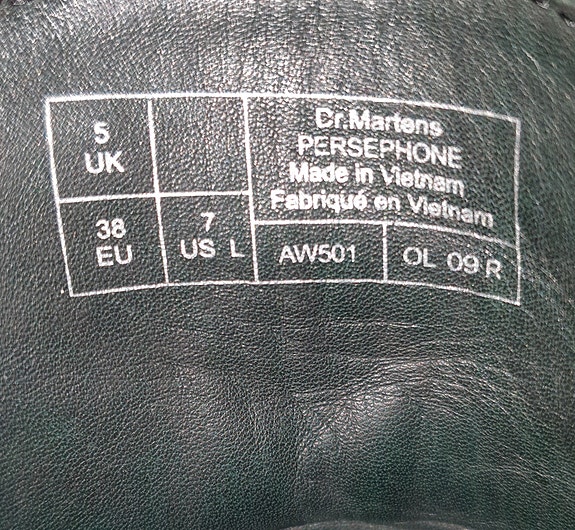 5
UK
38
EU
7
US L
Dr.Martens
PERSEPHONE
Made in Vietnam
Fabriqué en Vietnam
AW501
OL 09 R